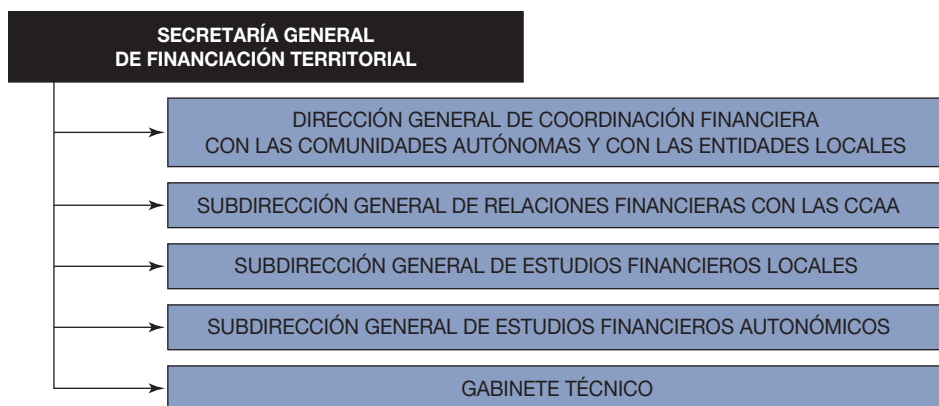 SECRETARÍA GENERAL
DE FINANCIACIÓN TERRITORIAL
DIRECCIÓN GENERAL DE COORDINACIÓN FINANCIERA
CON LAS COMUNIDADES AUTÓNOMAS Y CON LAS ENTIDADES LOCALES
SUBDIRECCIÓN GENERAL DE RELACIONES FINANCIERAS CON LAS CCAA
SUBDIRECCIÓN GENERAL DE ESTUDIOS FINANCIEROS LOCALES
SUBDIRECCIÓN GENERAL DE ESTUDIOS FINANCIEROS AUTONÓMICOS
GABINETE TÉCNICO